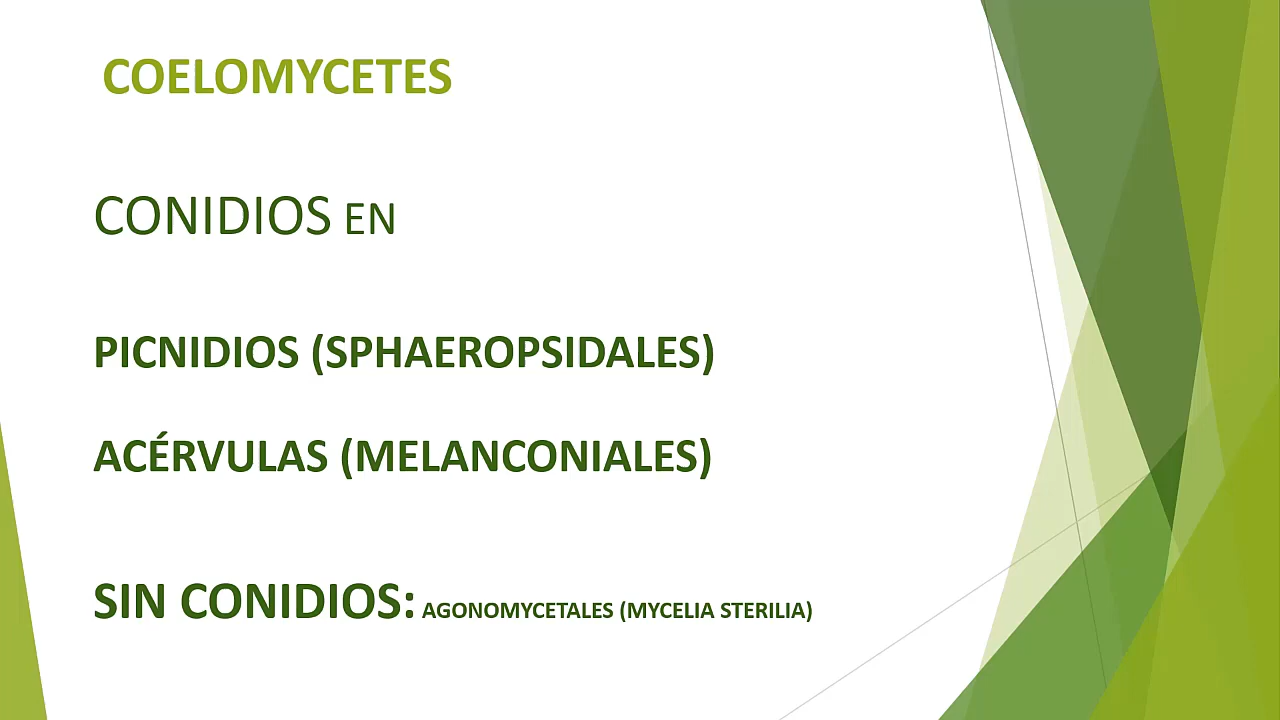 COELOMYCETES
CONIDIOS EN
PICNIDIOS (SPHAEROPSIDALES)
ACÉRVULAS (MELANCONIALES)
SIN CONIDIOS: AGONOMYCETALES (MYCELIA STERILIA)